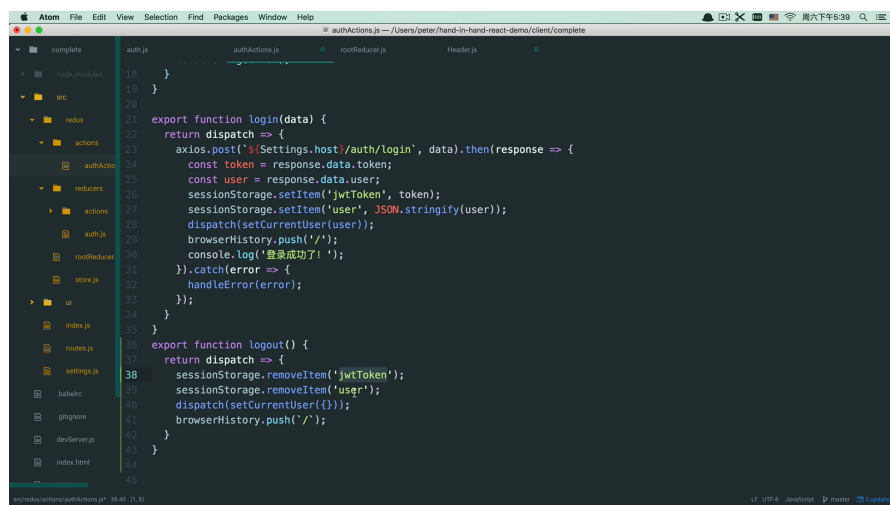 Atom File Edit View Selection Find Packages Window Help 周六下午5:39
authActions.js — /Users/peter/hand-in-hand-react-demo/client/complete
complete auth.js authActions.js rootReducer.js Header.js
node_modules
src
redux
actions
authActio
reducers
actions
auth.js
rootReducer
store.js
ui
index.js
routes.js
settings.js
.babelrc
.gitignore
devServer.js
index.html
18 }
19 }
20
21 export function login(data) {
22 return dispatch => {
23 axios.post(`${Settings.host}/auth/login`, data).then(response => {
24 const token = response.data.token;
25 const user = response.data.user;
26 sessionStorage.setItem('jwtToken', token);
27 sessionStorage.setItem('user', JSON.stringify(user));
28 dispatch(setCurrentUser(user));
29 browserHistory.push('/');
30 console.log('登录成功了! ');
31 }).catch(error => {
32 handleError(error);
33 });
34 }
35 }
36 export function logout() {
37 return dispatch => {
38 sessionStorage.removeItem('jwtToken');
39 sessionStorage.removeItem('user');
40 dispatch(setCurrentUser({}));
41 browserHistory.push(`/`);
42 }
43 }
44
45
src/redux/actions/authActions.js* 38:40 (1, 8) LF UTF-8 JavaScript master 3 update